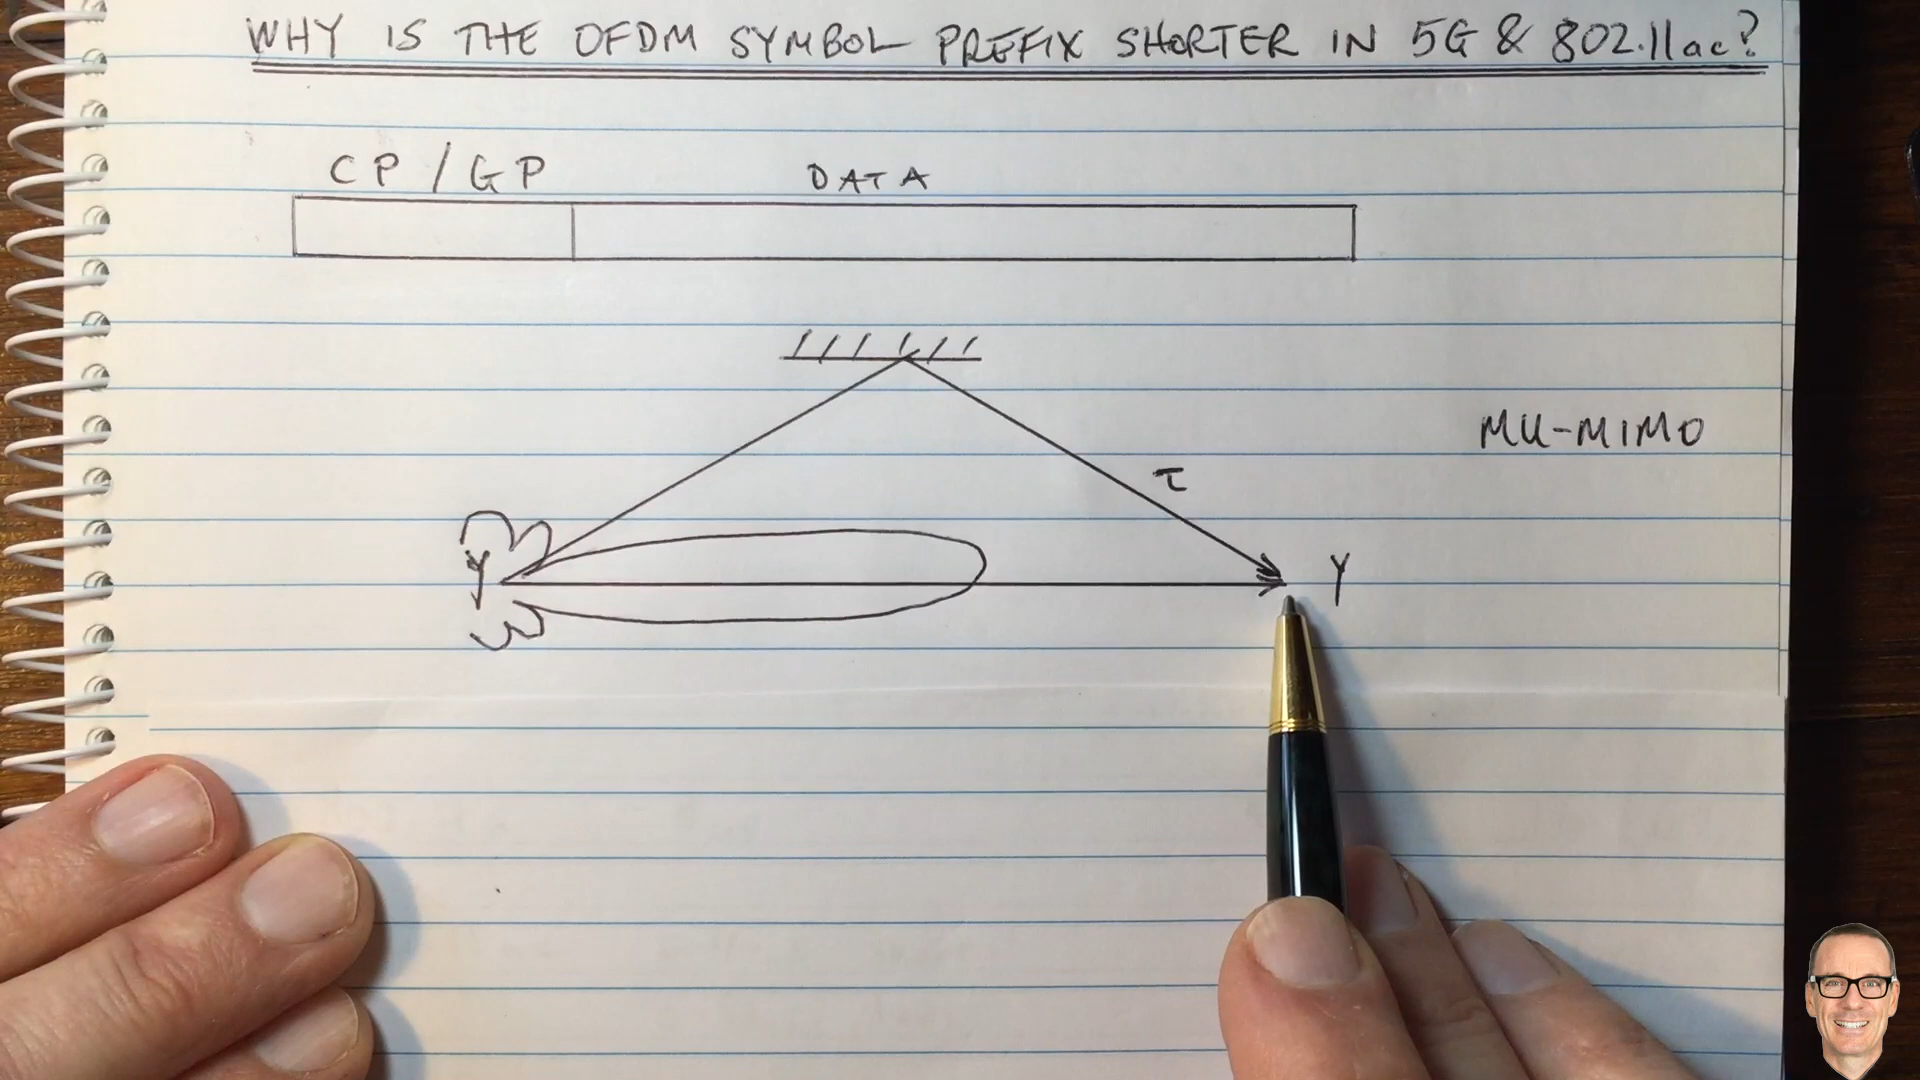 WHY IS THE OFDM SYMBOL PREFIX SHORTER IN 5G & 802.11ac?
CP/GP DATA
MU-MIMO
τ
Y Y